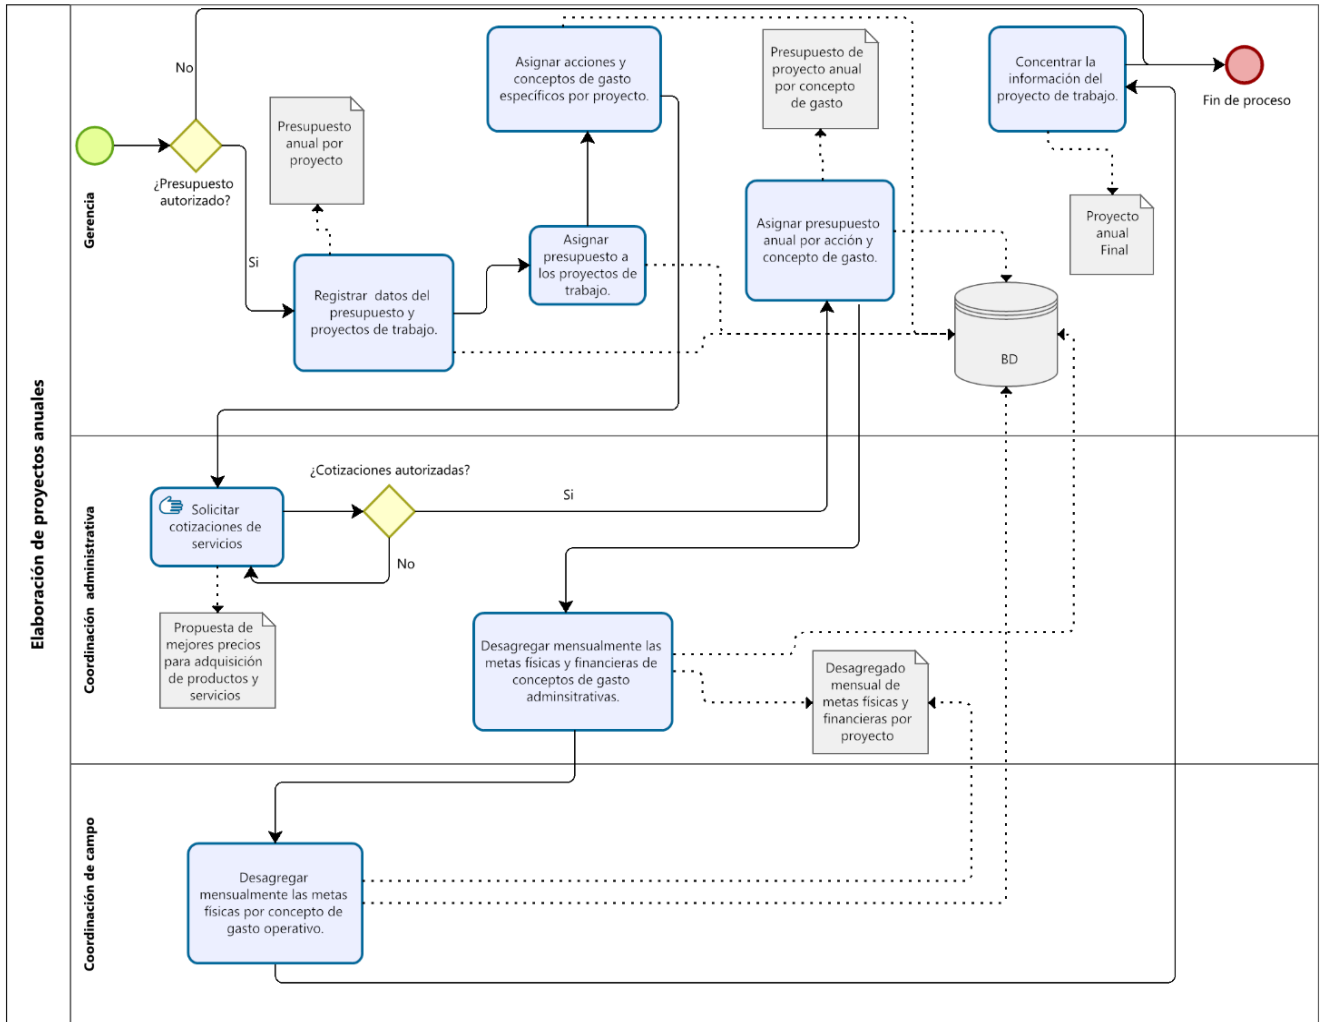 Elaboración de proyectos anuales
Gerencia
No
¿Presupuesto
autorizado?
Si
Presupuesto
anual por
proyecto
Registrar  datos del
presupuesto y
proyectos de trabajo.
Asignar
presupuesto a
los proyectos de
trabajo.
Asignar acciones y
conceptos de gasto
específicos por proyecto.
Presupuesto de
proyecto anual
por concepto
de gasto
Asignar presupuesto
anual por acción y
concepto de gasto.
Concentrar la
información del
proyecto de trabajo.
Fin de proceso
Proyecto
anual
Final
BD
Coordinación  administrativa
Solicitar
cotizaciones de
servicios
¿Cotizaciones autorizadas?
Si
No
Propuesta de
mejores precios
para adquisición
de productos y
servicios
Desagregar mensualmente las
metas físicas y financieras de
conceptos de gasto
adminsitrativas.
Desagregado
mensual de
metas fisicas y
financieras por
proyecto
Coordinación de campo
Desagregar
mensualmente las metas
físicas por concepto de
gasto operativo.